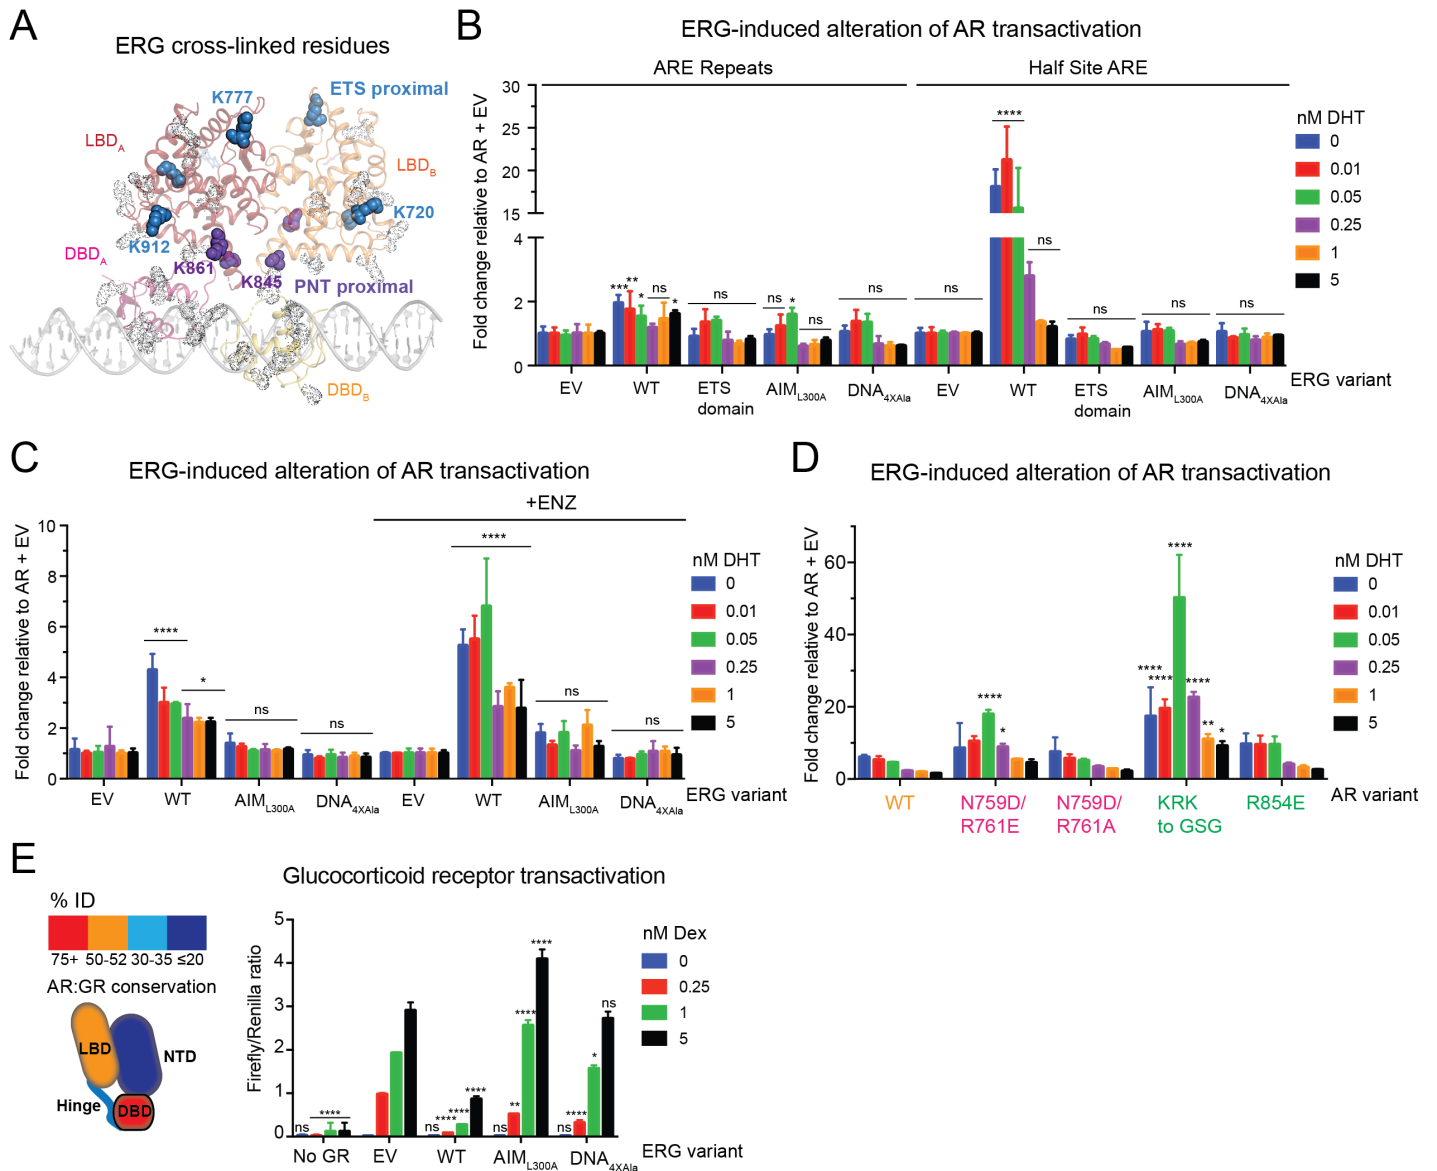 A
ERG cross-linked residues
K777
ETS proximal
LBDA
LBDB
K720
K912
DBDA
K861
K845
PNT proximal
DBDB
B
ERG-induced alteration of AR transactivation
ARE Repeats
Half Site ARE
Fold change relative to AR + EV
30
25
20
15
4
2
0
****
***
**
*
ns
*
ns
ns
*
ns
ns
ns
ns
ns
ns
ns
EV
WT
ETS domain
AIML300A
DNA4XAla
EV
WT
ETS domain
AIML300A
DNA4XAla
ERG variant
nM DHT
0
0.01
0.05
0.25
1
5
C
ERG-induced alteration of AR transactivation
+ENZ
Fold change relative to AR + EV
10
8
6
4
2
0
****
*
ns
ns
****
ns
ns
EV
WT
AIML300A
DNA4XAla
EV
WT
AIML300A
DNA4XAla
ERG variant
nM DHT
0
0.01
0.05
0.25
1
5
D
ERG-induced alteration of AR transactivation
Fold change relative to AR + EV
60
40
20
0
****
*
****
****
****
****
**
*
WT
N759D/
R761E
N759D/
R761A
KRK
to GSG
R854E
AR variant
nM DHT
0
0.01
0.05
0.25
1
5
E
% ID
75+ 50-52 30-35 ≤20
AR:GR conservation
LBD
NTD
Hinge
DBD
Glucocorticoid receptor transactivation
Firefly/Renilla ratio
5
4
3
2
1
0
ns
****
ns
****
****
****
ns
**
****
****
ns
****
*
ns
No GR
EV
WT
AIML300A
DNA4XAla
ERG variant
nM Dex
0
0.25
1
5